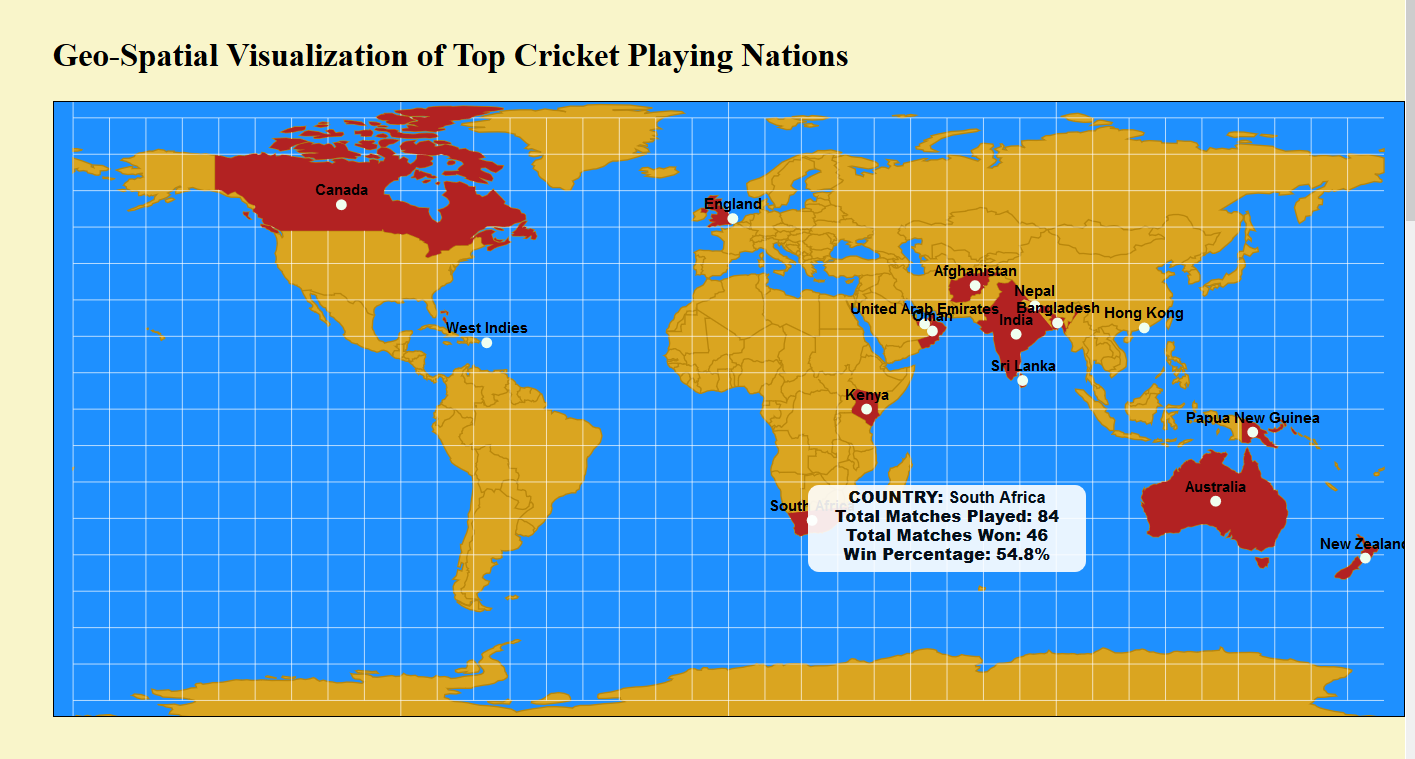 Geo-Spatial Visualization of Top Cricket Playing Nations
Canada
England
Afghanistan
Nepal
United Arab Emirates
Bangladesh
Oman
Hong Kong
India
West Indies
Sri Lanka
Kenya
Papua New Guinea
Australia
South Africa
COUNTRY: South Africa
Total Matches Played: 84
Total Matches Won: 46
Win Percentage: 54.8%
New Zealand